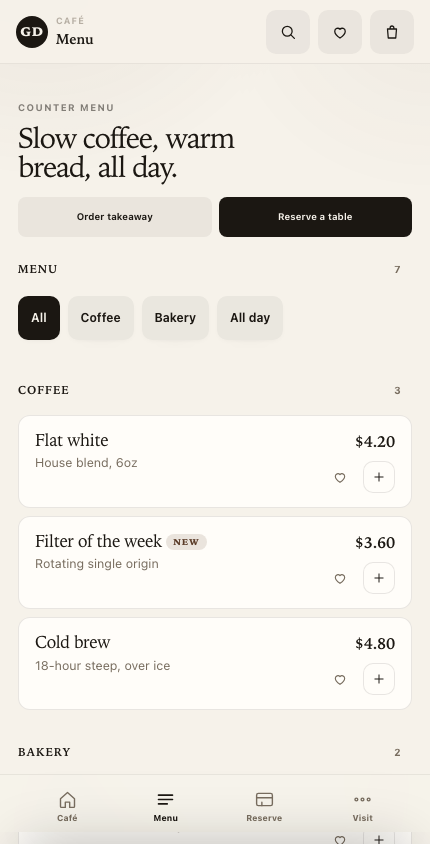 GD
CAFÉ
Menu
COUNTER MENU
Slow coffee, warm
bread, all day.
Order takeaway
Reserve a table
MENU 7
All Coffee Bakery All day
COFFEE 3
Flat white $4.20
House blend, 6oz
Filter of the week NEW $3.60
Rotating single origin
Cold brew $4.80
18-hour steep, over ice
BAKERY 2
Café Menu Reserve Visit